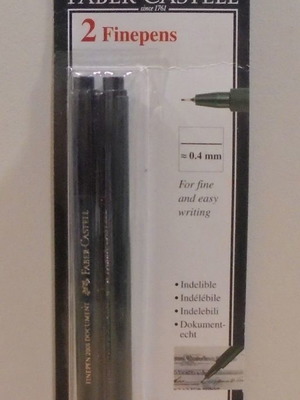 FABER-CASTELL
since 1761
2 Finepens
≈ 0.4 mm
For fine
and easy
writing
• Indelible
• Indélébile
• Indelebili
• Dokument-
echt
FABER-CASTELL
FINEPEN
DOCUMENT